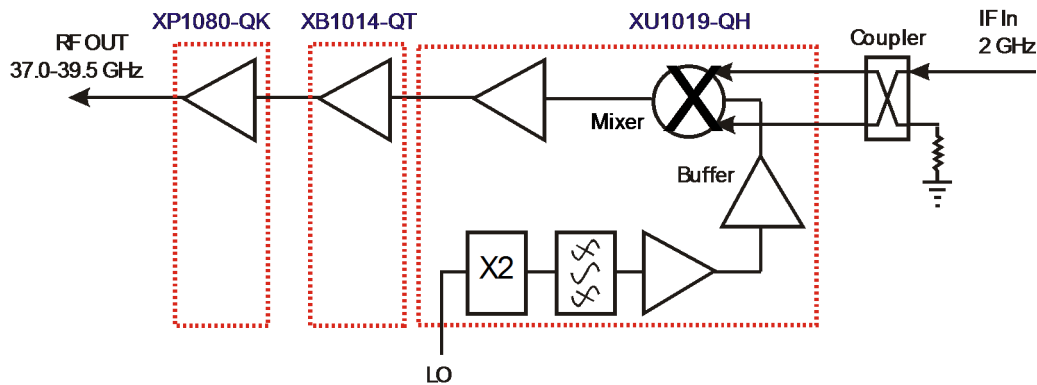 XP1080-QK
XB1014-QT
XU1019-QH
RF OUT
37.0-39.5 GHz
Coupler
IF In
2 GHz
Mixer
Buffer
X2
LO